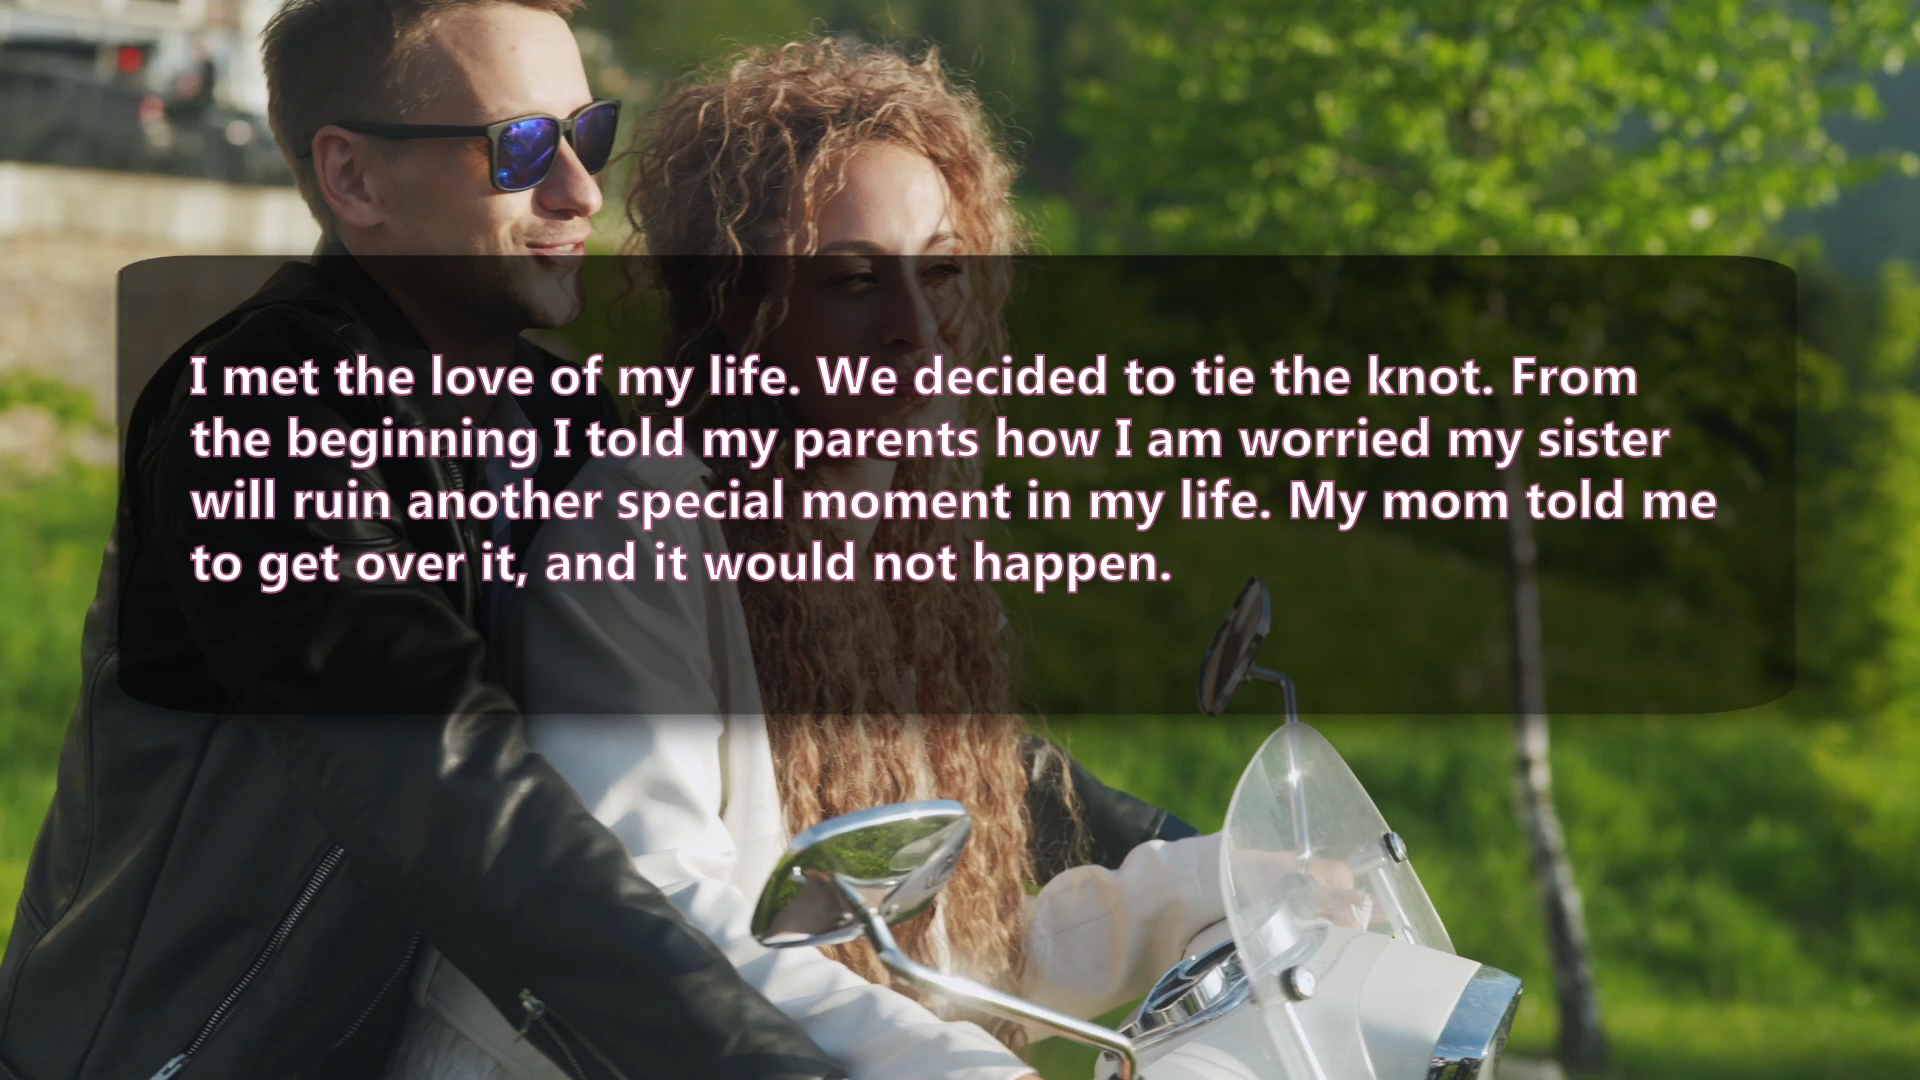 I met the love of my life. We decided to tie the knot. From
the beginning I told my parents how I am worried my sister
will ruin another special moment in my life. My mom told me
to get over it, and it would not happen.